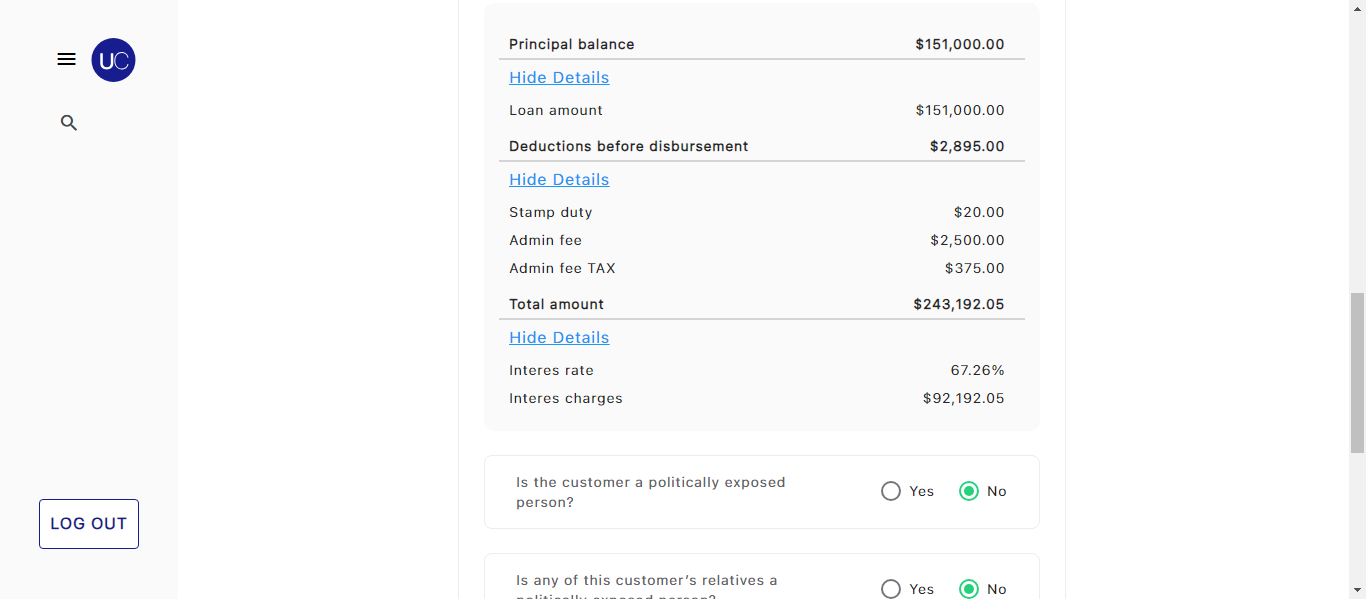 UC
LOG OUT
Principal balance $151,000.00
Hide Details
Loan amount $151,000.00
Deductions before disbursement $2,895.00
Hide Details
Stamp duty $20.00
Admin fee $2,500.00
Admin fee TAX $375.00
Total amount $243,192.05
Hide Details
Interes rate 67.26%
Interes charges $92,192.05
Is the customer a politically exposed
person?
Yes No
Is any of this customer's relatives a
politically exposed person?
Yes No